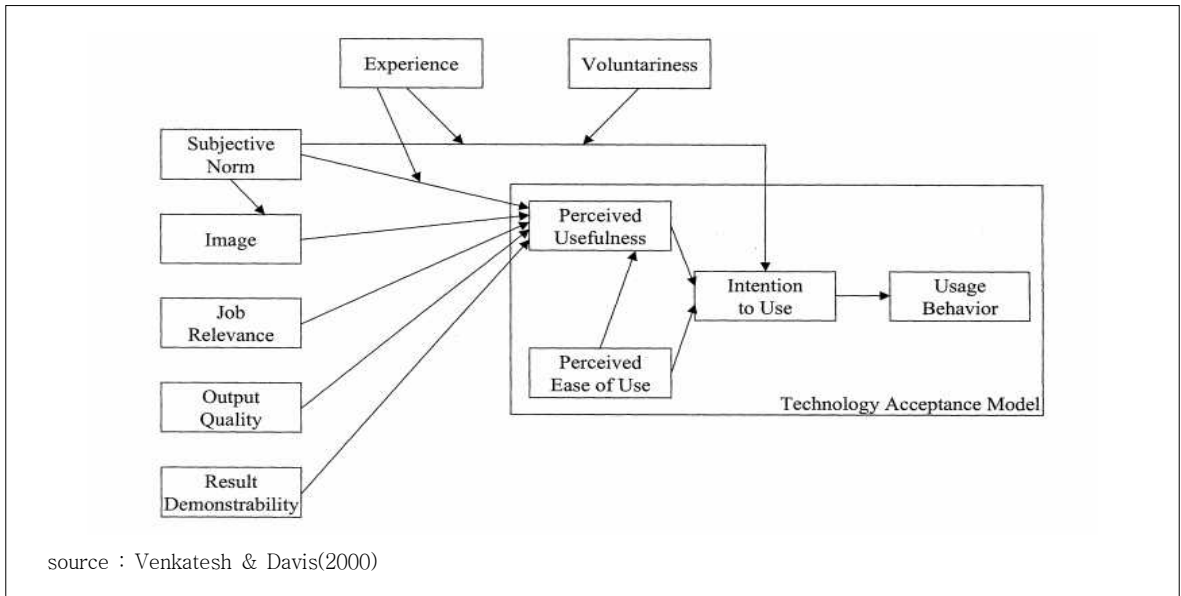 Experience
Voluntariness
Subjective
Norm
Image
Job
Relevance
Output
Quality
Result
Demonstrability
Perceived
Usefulness
Perceived
Ease of Use
Intention
to Use
Usage
Behavior
Technology Acceptance Model
source : Venkatesh & Davis(2000)